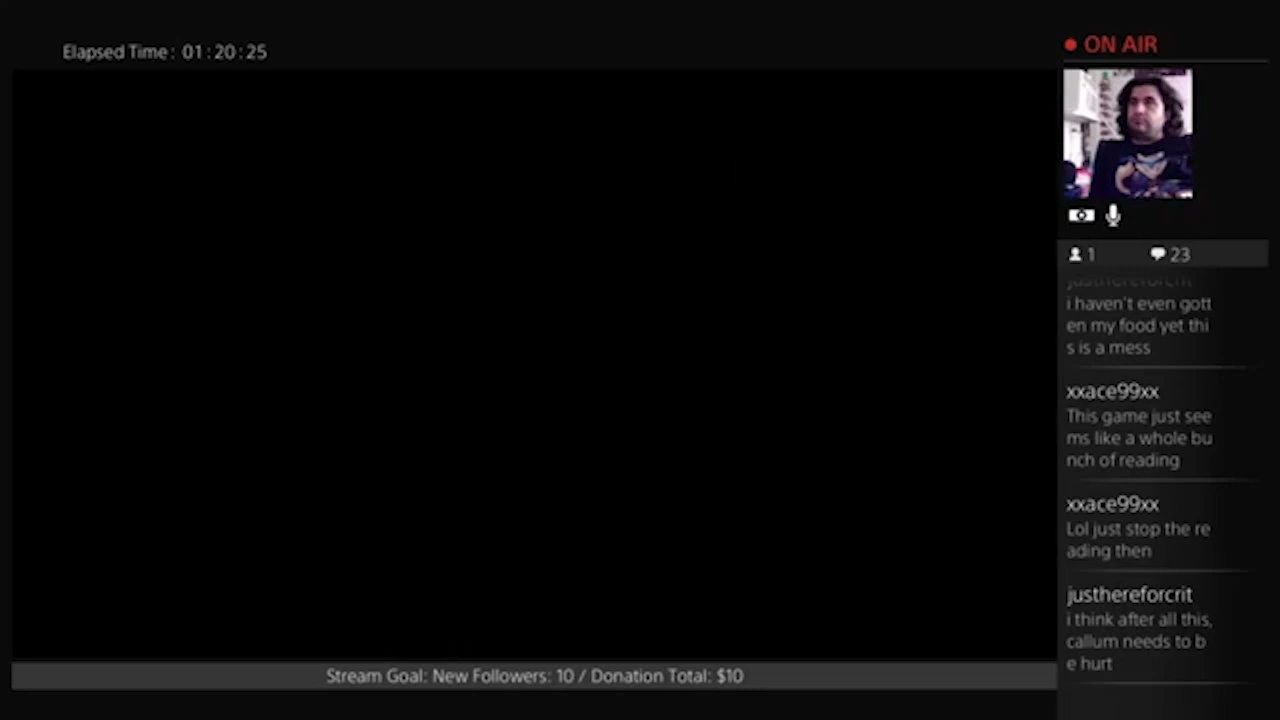 Elapsed Time: 01:20:25
ON AIR
1 23
justhereforcrit
i haven't even gott
en my food yet thi
s is a mess
xxace99xx
This game just see
ms like a whole bu
nch of reading
xxace99xx
Lol just stop the re
ading then
justhereforcrit
i think after all this,
callum needs to b
e hurt
Stream Goal: New Followers: 10 / Donation Total: $10